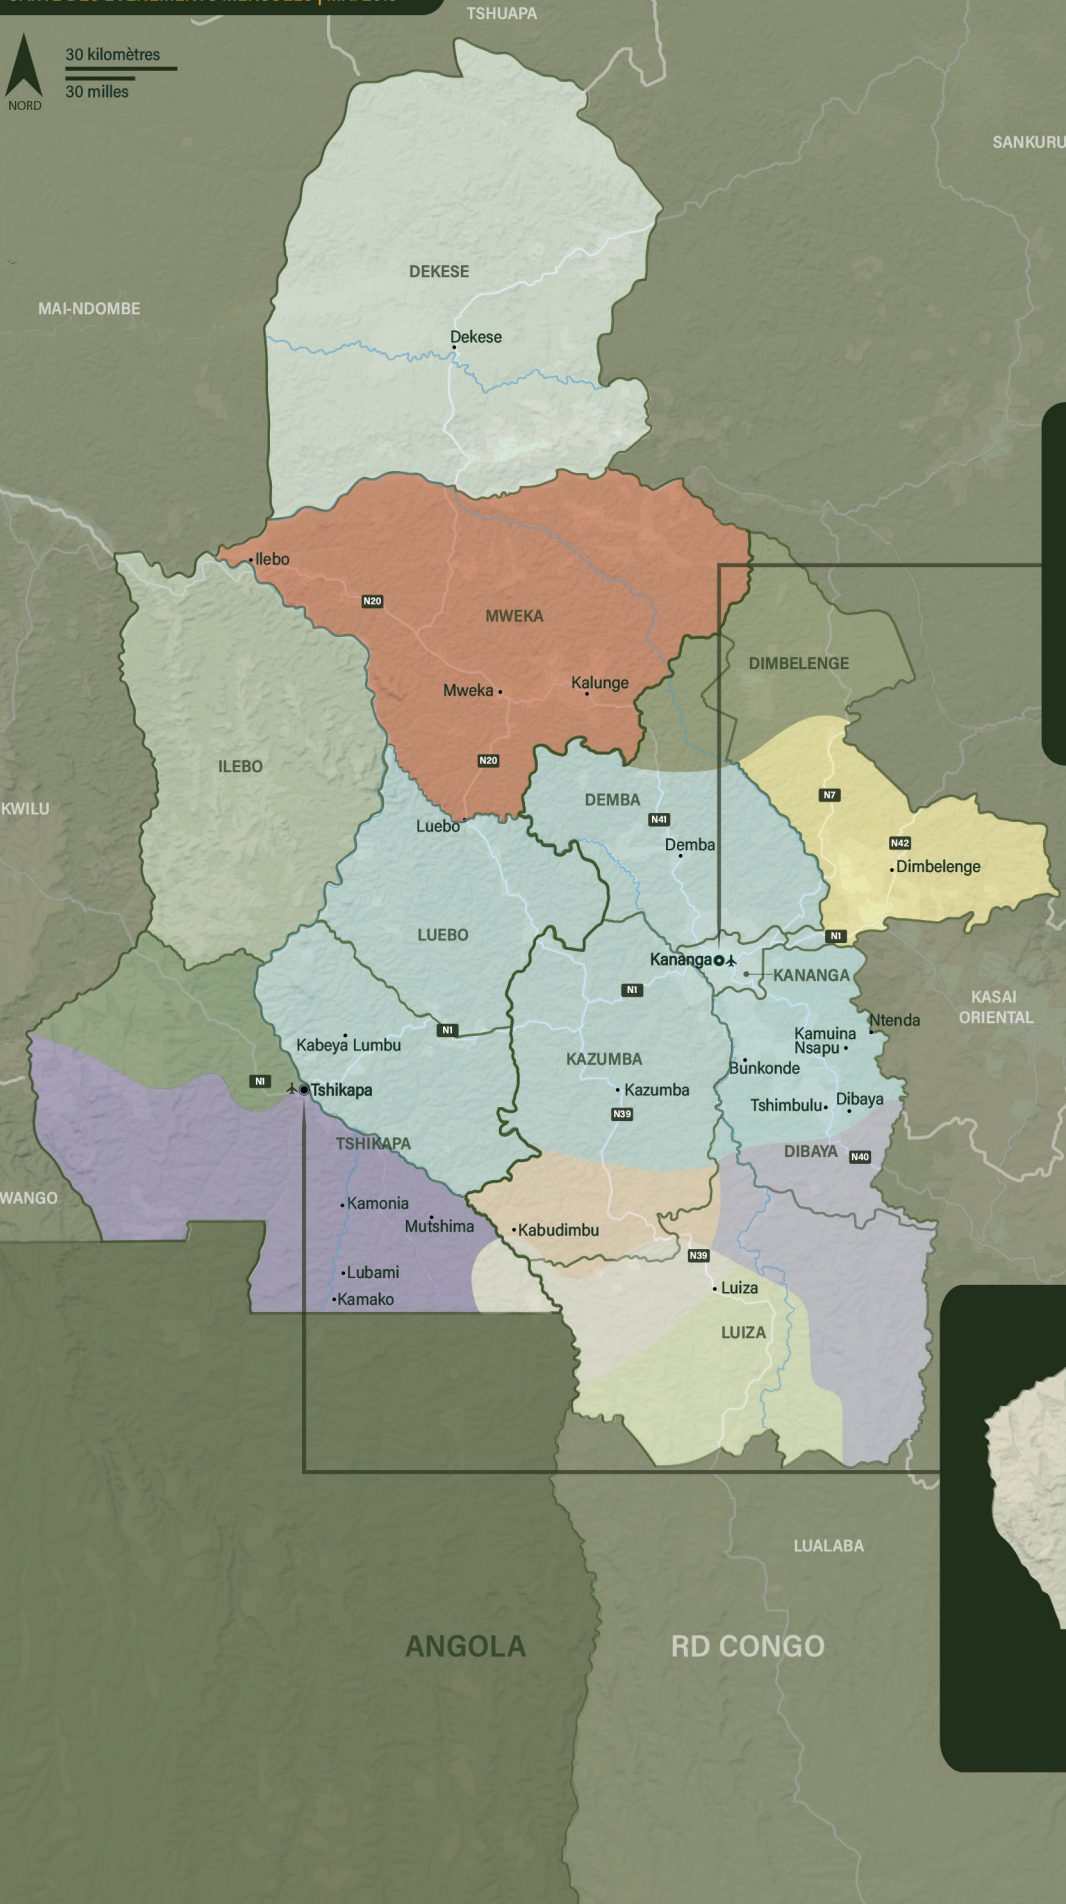 TSHUAPA
30 kilomètres
30 milles
NORD
SANKURU
DEKESE
MAI-NDOMBE
Dekese
Ilebo
N20
MWEKA
DIMBELENGE
Kalunge
Mweka
N20
ILEBO
N7
DEMBA
KWILU
N41
Luebo
N42
Demba
Dimbelenge
LUEBO
N1
Kananga
KANANGA
N1
KASAI
ORIENTAL
Ntenda
N1
Kamuina
Nsapu
Kabeya Lumbu
KAZUMBA
Bunkonde
N1
Tshikapa
Kazumba
Dibaya
Tshimbulu
N39
TSHIKAPA
DIBAYA
N40
WANGO
Kamonia
Mutshima
Kabudimbu
N39
Lubami
Luiza
Kamako
LUIZA
LUALABA
ANGOLA
RD CONGO